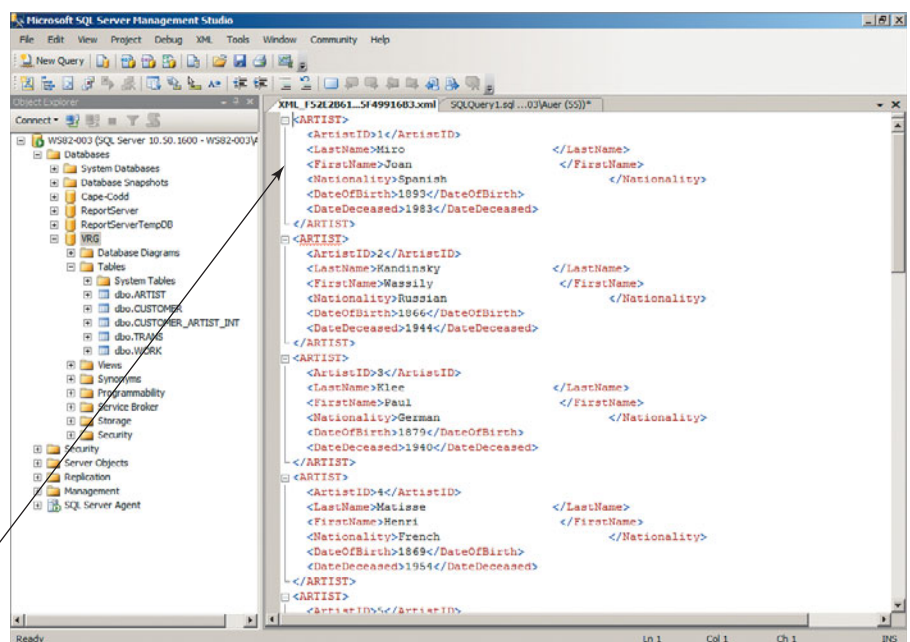 Microsoft SQL Server Management Studio
File Edit View Project Debug XML Tools Window Community Help
New Query
Object Explorer
Connect
WS82-003 (SQL Server 10.50.1600 - WS82-003\A
Databases
System Databases
Database Snapshots
Cape-Codd
ReportServer
ReportServerTempDB
VRG
Database Diagrams
Tables
System Tables
dbo.ARTIST
dbo.CUSTOMER
dbo.CUSTOMER_ARTIST_INT
dbo.TRANS
dbo.WORK
Views
Synonyms
Programmability
Service Broker
Storage
Security
Security
Server Objects
Replication
Management
SQL Server Agent
SQLQuery1.sql ...03\Auer (55))*
<ARTIST>
<ArtistID>1</ArtistID>
<LastName>Miro </LastName>
<FirstName>Joan </FirstName>
<Nationality>Spanish </Nationality>
<DateOfBirth>1893</DateOfBirth>
<DateDeceased>1983</DateDeceased>
</ARTIST>
<ARTIST>
<ArtistID>2</ArtistID>
<LastName>Kandinsky </LastName>
<FirstName>Wassily </FirstName>
<Nationality>Russian </Nationality>
<DateOfBirth>1866</DateOfBirth>
<DateDeceased>1944</DateDeceased>
</ARTIST>
<ARTIST>
<ArtistID>3</ArtistID>
<LastName>Klee </LastName>
<FirstName>Paul </FirstName>
<Nationality>German </Nationality>
<DateOfBirth>1879</DateOfBirth>
<DateDeceased>1940</DateDeceased>
</ARTIST>
<ARTIST>
<ArtistID>4</ArtistID>
<LastName>Matisse </LastName>
<FirstName>Henri </FirstName>
<Nationality>French </Nationality>
<DateOfBirth>1869</DateOfBirth>
<DateDeceased>1954</DateDeceased>
</ARTIST>
<ARTIST>
<ArtistID>5</ArtistID>
Ready Ln 1 Col 1 Ch 1 INS